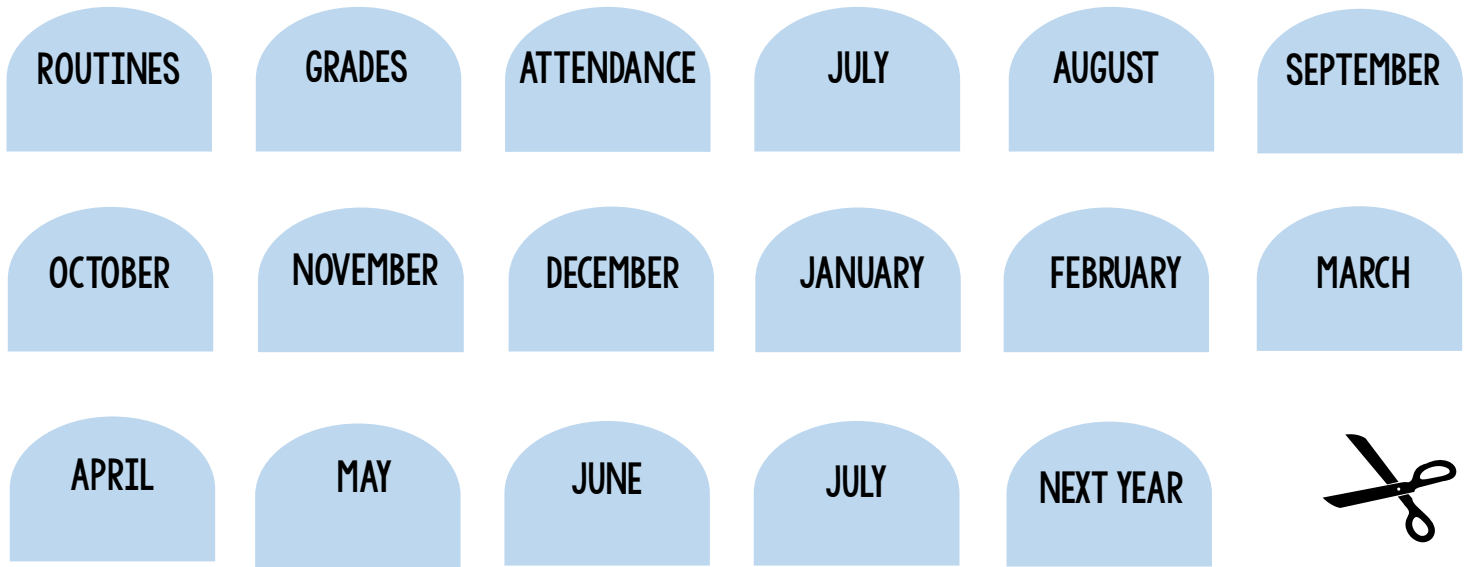 ROUTINES
GRADES
ATTENDANCE
JULY
AUGUST
SEPTEMBER
OCTOBER
NOVEMBER
DECEMBER
JANUARY
FEBRUARY
MARCH
APRIL
MAY
JUNE
JULY
NEXT YEAR